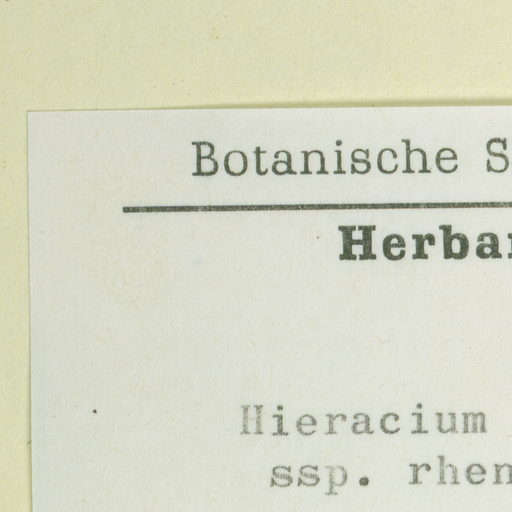 Botanische S
Herbar
Hieracium
ssp. rhen